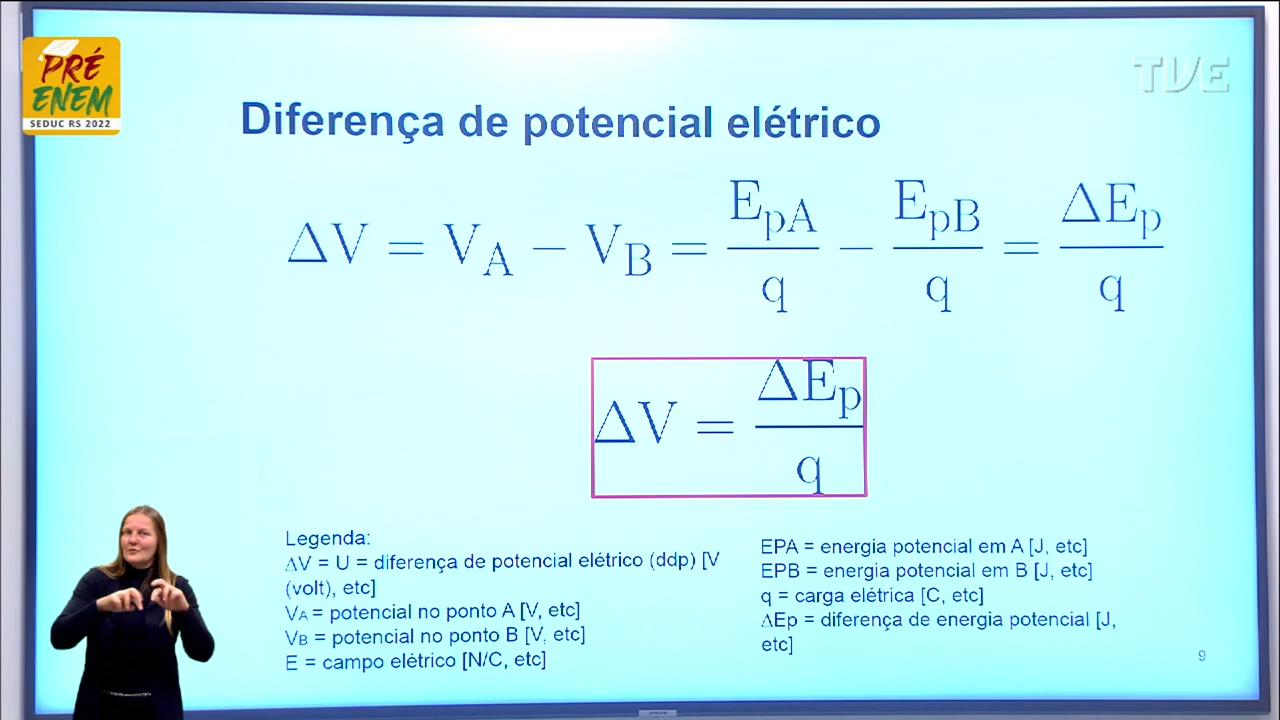 PRÉ
ENEM
SEDUC RS 2022
TVE
Diferença de potencial elétrico
ΔV = V_A − V_B = E_pA/q − E_pB/q = ΔE_p/q
ΔV = ΔE_p/q
Legenda:
ΔV = U = diferença de potencial elétrico (ddp) [V
(volt), etc]
VA = potencial no ponto A [V, etc]
VB = potencial no ponto B [V, etc]
E = campo elétrico [N/C, etc]
EPA = energia potencial em A [J, etc]
EPB = energia potencial em B [J, etc]
q = carga elétrica [C, etc]
ΔEp = diferença de energia potencial [J,
etc]
9